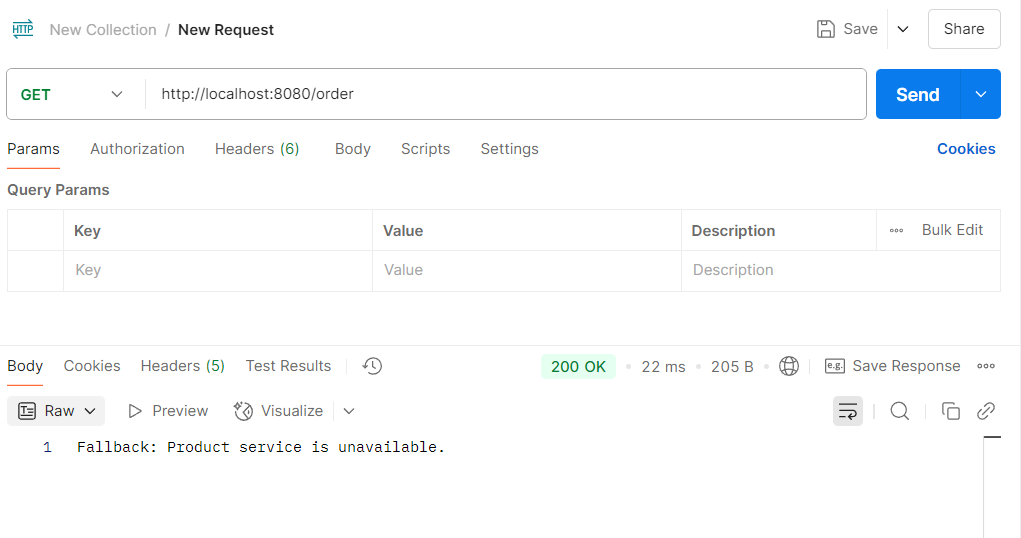 HTTP New Collection / New Request Save Share
GET http://localhost:8080/order Send
Params Authorization Headers (6) Body Scripts Settings Cookies
Query Params
Key Value Description Bulk Edit
Key Value Description
Body Cookies Headers (5) Test Results 200 OK • 22 ms • 205 B • e.g. Save Response
Raw Preview Visualize
1 Fallback: Product service is unavailable.